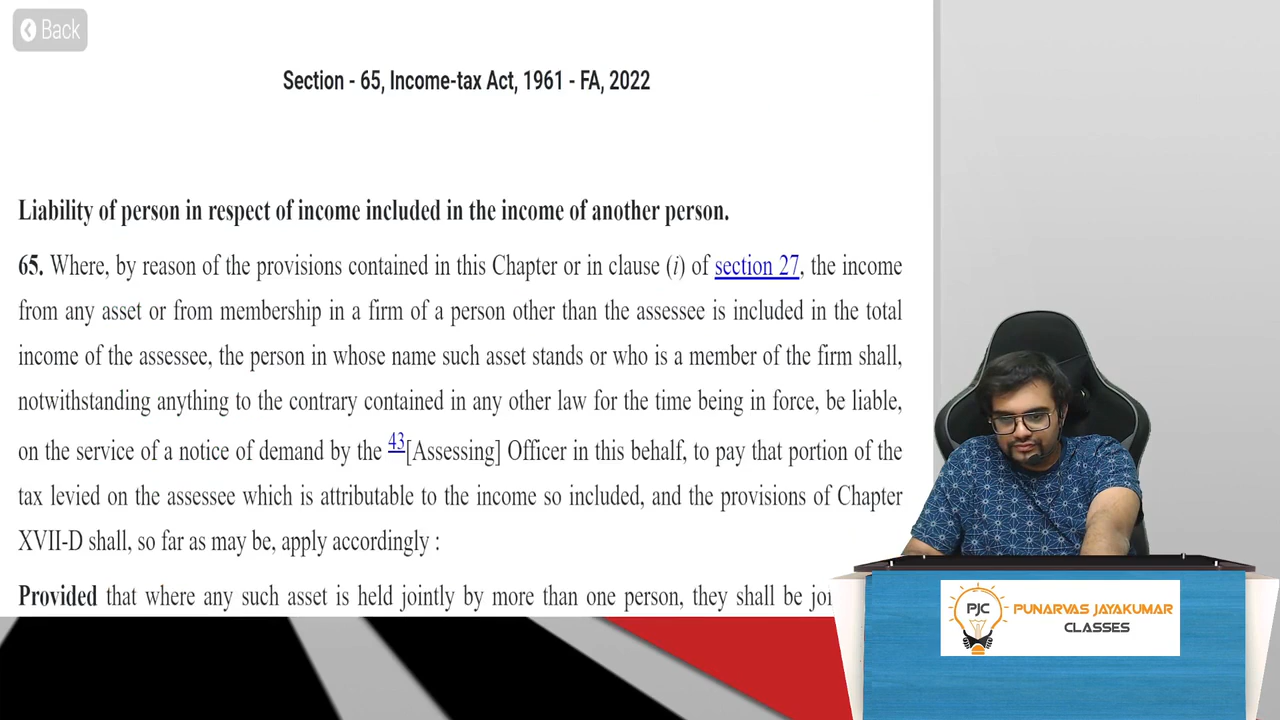 Back
Section - 65, Income-tax Act, 1961 - FA, 2022
Liability of person in respect of income included in the income of another person.
65. Where, by reason of the provisions contained in this Chapter or in clause (i) of section 27, the income
from any asset or from membership in a firm of a person other than the assessee is included in the total
income of the assessee, the person in whose name such asset stands or who is a member of the firm shall,
notwithstanding anything to the contrary contained in any other law for the time being in force, be liable,
on the service of a notice of demand by the 43[Assessing] Officer in this behalf, to pay that portion of the
tax levied on the assessee which is attributable to the income so included, and the provisions of Chapter
XVII-D shall, so far as may be, apply accordingly :
Provided that where any such asset is held jointly by more than one person, they shall be
PJC
PUNARVAS JAYAKUMAR
CLASSES